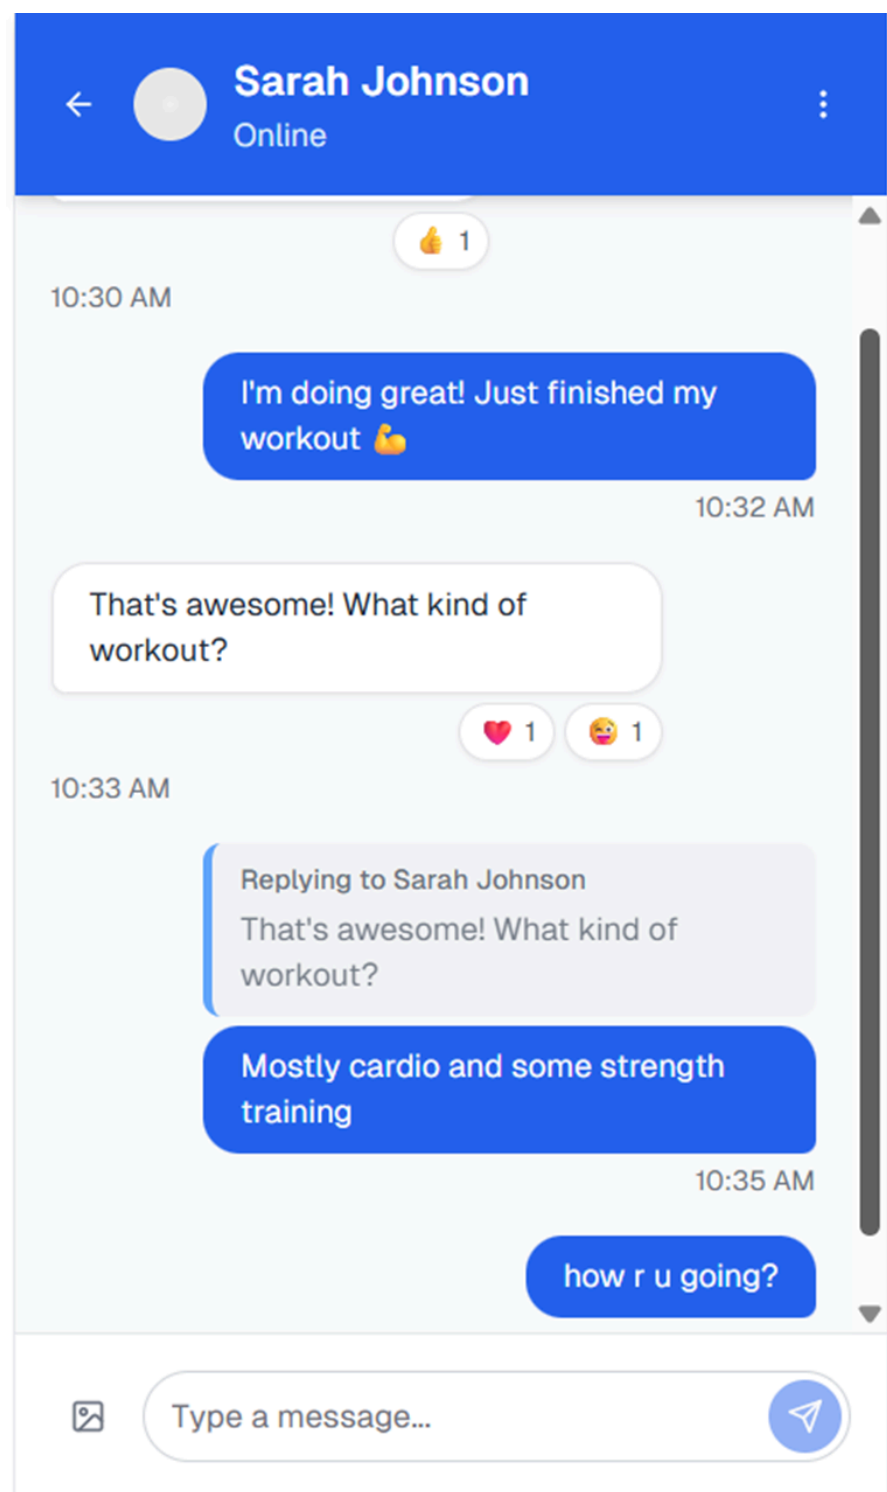 Sarah Johnson
Online
👍 1
10:30 AM
I'm doing great! Just finished my
workout 💪
10:32 AM
That's awesome! What kind of
workout?
❤️ 1 😜 1
10:33 AM
Replying to Sarah Johnson
That's awesome! What kind of
workout?
Mostly cardio and some strength
training
10:35 AM
how r u going?
Type a message...